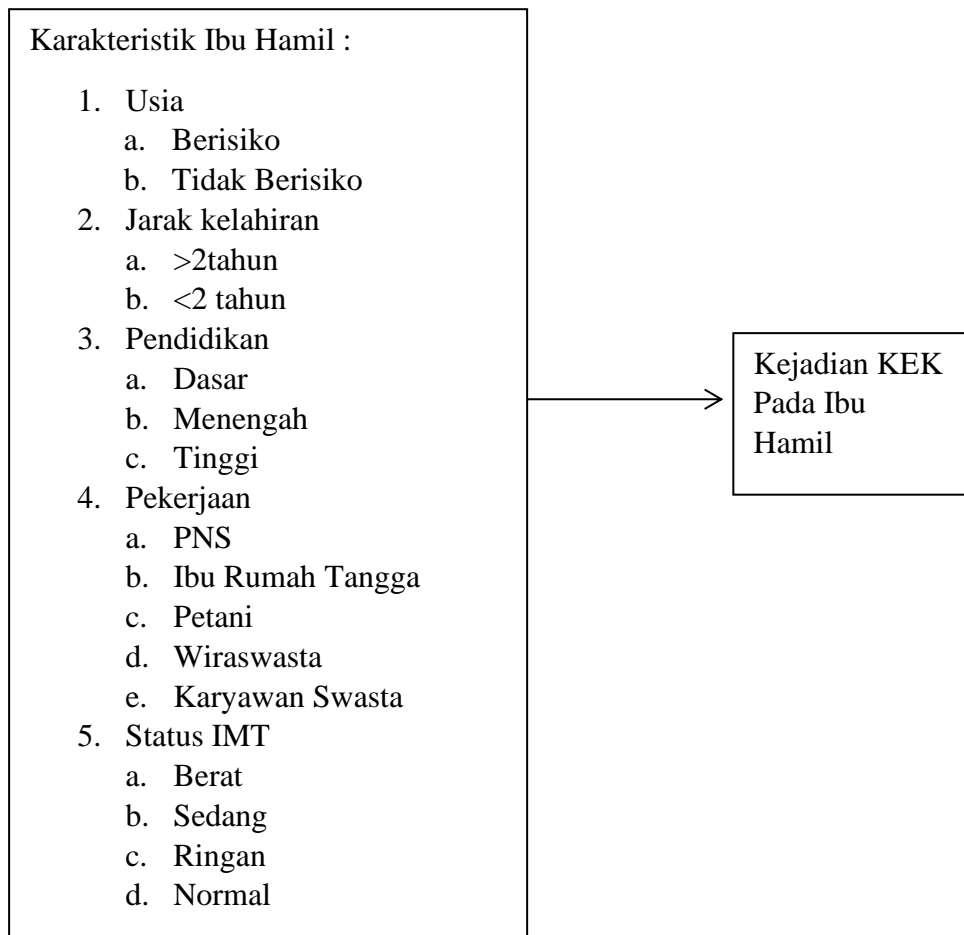 Karakteristik Ibu Hamil :
1. Usia
a. Berisiko
b. Tidak Berisiko
2. Jarak kelahiran
a. >2tahun
b. <2 tahun
3. Pendidikan
a. Dasar
b. Menengah
c. Tinggi
4. Pekerjaan
a. PNS
b. Ibu Rumah Tangga
c. Petani
d. Wiraswasta
e. Karyawan Swasta
5. Status IMT
a. Berat
b. Sedang
c. Ringan
d. Normal
Kejadian KEK
Pada Ibu
Hamil